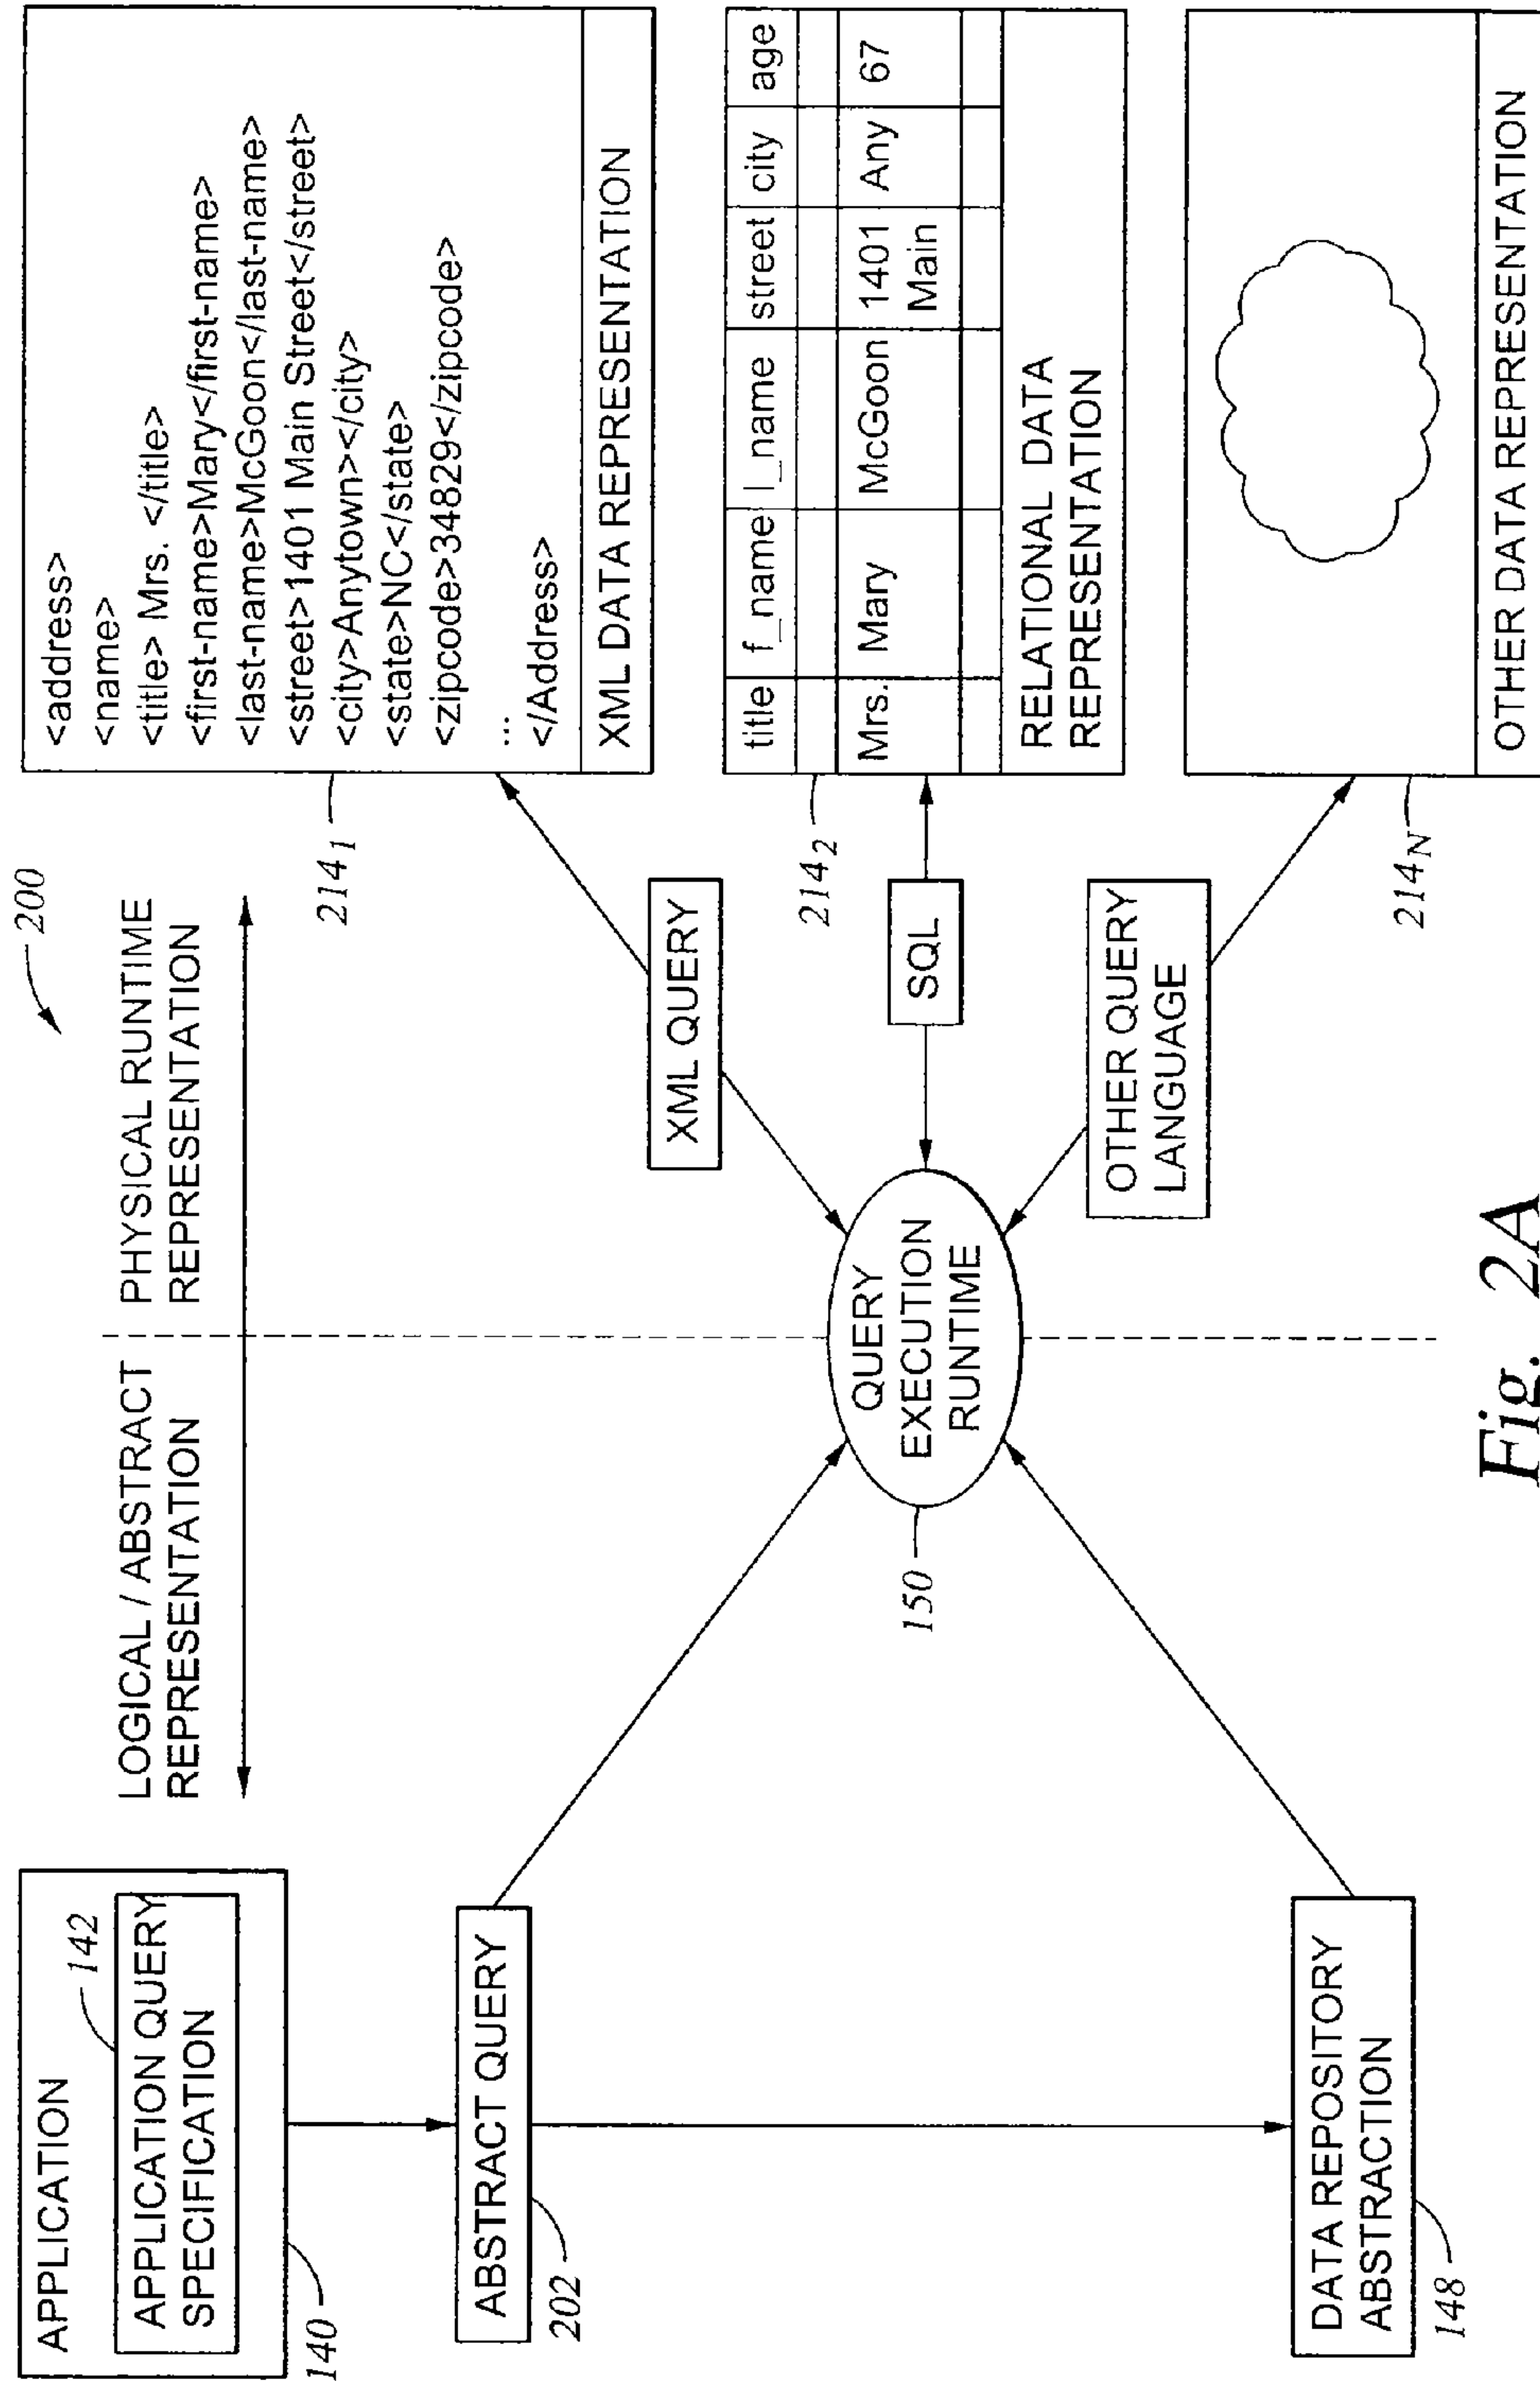 200
APPLICATION
142
APPLICATION QUERY
SPECIFICATION
140
LOGICAL / ABSTRACT
REPRESENTATION
PHYSICAL RUNTIME
REPRESENTATION
ABSTRACT QUERY
202
DATA REPOSITORY
ABSTRACTION
148
QUERY
EXECUTION
RUNTIME
150
XML QUERY
SQL
OTHER QUERY
LANGUAGE
<address>
<name>
<title> Mrs. </title>
<first-name>Mary</first-name>
<last-name>McGoon</last-name>
<street>1401 Main Street</street>
<city>Anytown></city>
<state>NC</state>
<zipcode>34829</zipcode>
...
</Address>
XML DATA REPRESENTATION
214₁
title f_name l_name street city age
Mrs. Mary McGoon 1401 Any 67
Main
RELATIONAL DATA
REPRESENTATION
214₂
OTHER DATA REPRESENTATION
214N
Fig. 2A